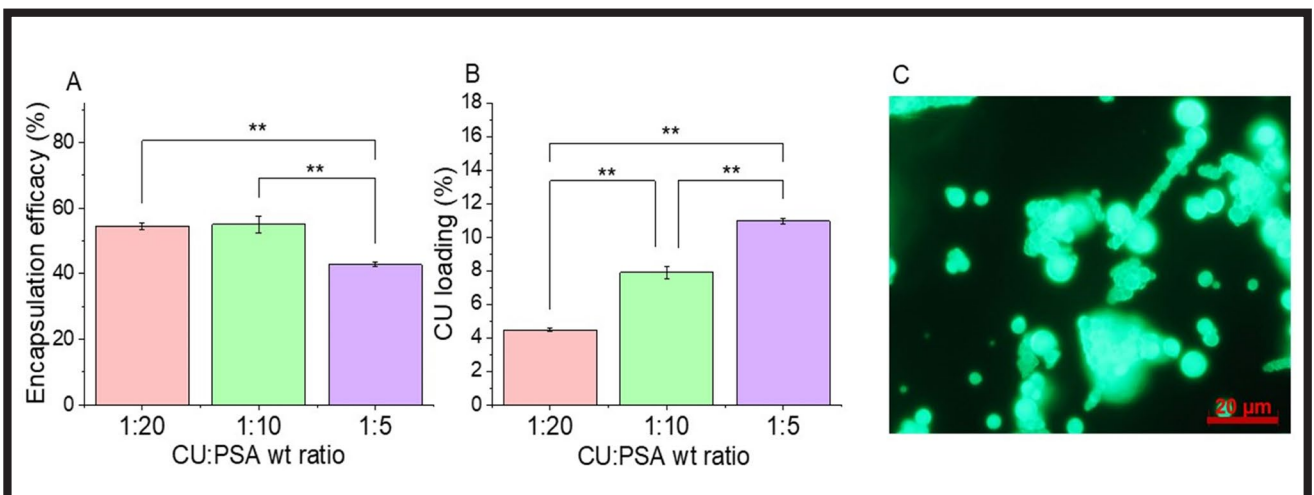 A
Encapsulation efficacy (%)
80
60
40
20
0
**
**
1:20 1:10 1:5
CU:PSA wt ratio
B
CU loading (%)
18
16
14
12
10
8
6
4
2
0
**
** **
1:20 1:10 1:5
CU:PSA wt ratio
C
20 μm